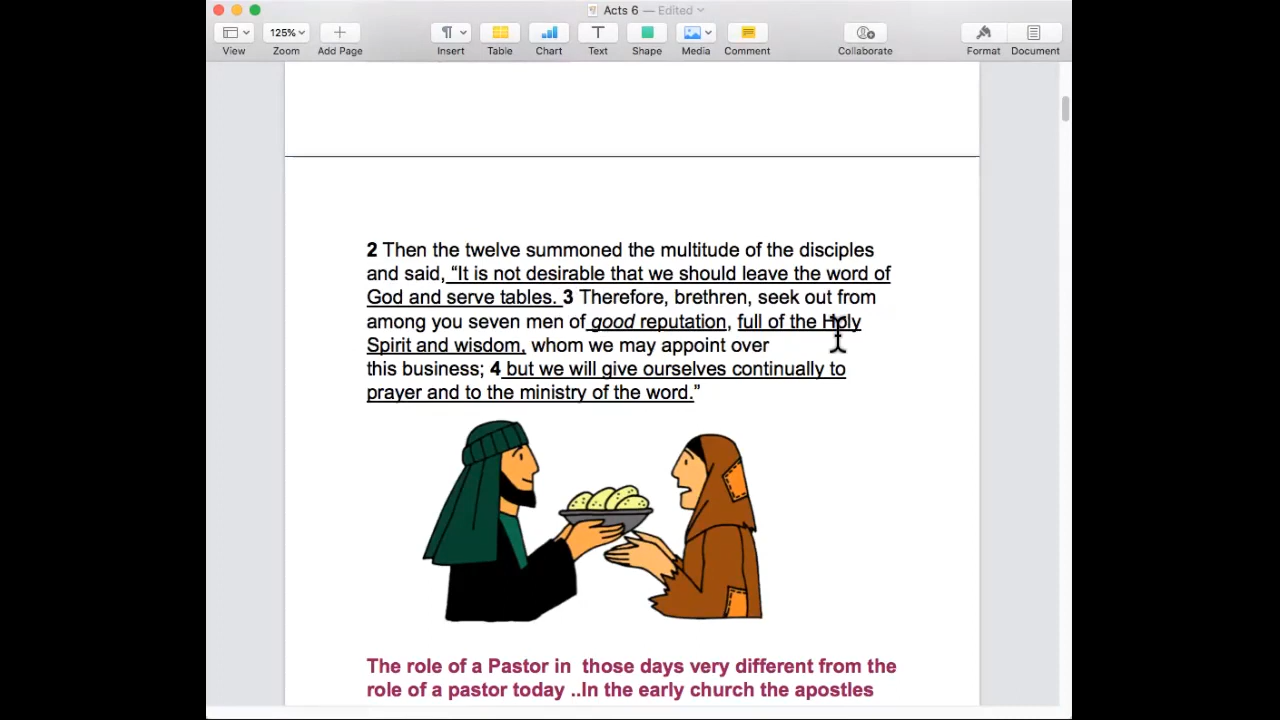 Acts 6 — Edited
125%
View Zoom Add Page Insert Table Chart Text Shape Media Comment Collaborate Format Document
2 Then the twelve summoned the multitude of the disciples
and said, “It is not desirable that we should leave the word of
God and serve tables. 3 Therefore, brethren, seek out from
among you seven men of good reputation, full of the Holy
Spirit and wisdom, whom we may appoint over
this business; 4 but we will give ourselves continually to
prayer and to the ministry of the word.”
The role of a Pastor in  those days very different from the
role of a pastor today ..In the early church the apostles